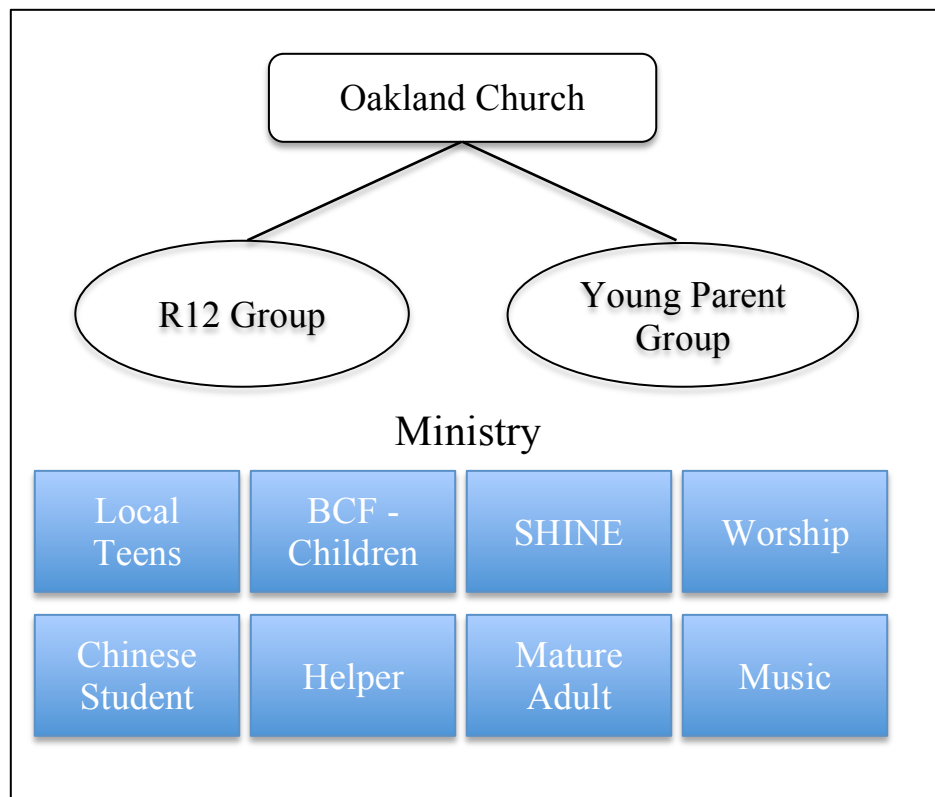 Oakland Church
R12 Group
Young Parent
Group
Ministry
Local
Teens
BCF -
Children
SHINE
Worship
Chinese
Student
Helper
Mature
Adult
Music